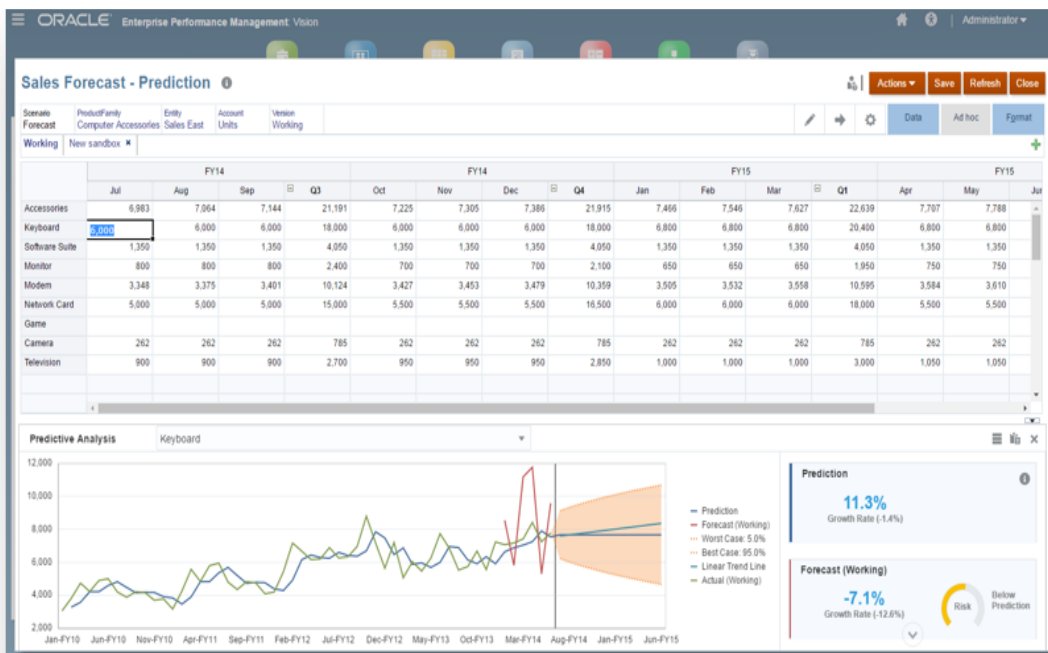 ORACLE Enterprise Performance Management Vision Administrator
Sales Forecast - Prediction Actions Save Refresh Close
Scenario ProductFamily Entity Account Version
Forecast Computer Accessories Sales East Units Working Data Ad hoc Format
Working New sandbox
FY14 FY14 FY15 FY15
Jul Aug Sep Q3 Oct Nov Dec Q4 Jan Feb Mar Q1 Apr May Jur
Accessories 6,983 7,064 7,144 21,191 7,225 7,305 7,386 21,915 7,466 7,546 7,627 22,639 7,707 7,788
Keyboard 6,000 6,000 6,000 18,000 6,000 6,000 6,000 18,000 6,800 6,800 6,800 20,400 6,800 6,800
Software Suite 1,350 1,350 1,350 4,050 1,350 1,350 1,350 4,050 1,350 1,350 1,350 4,050 1,350 1,350
Monitor 800 800 800 2,400 700 700 700 2,100 650 650 650 1,950 750 750
Modem 3,348 3,375 3,401 10,124 3,427 3,453 3,479 10,359 3,505 3,532 3,558 10,595 3,584 3,610
Network Card 5,000 5,000 5,000 15,000 5,500 5,500 5,500 16,500 6,000 6,000 6,000 18,000 5,500 5,500
Game
Camera 262 262 262 785 262 262 262 785 262 262 262 785 262 262
Television 900 900 900 2,700 950 950 950 2,850 1,000 1,000 1,000 3,000 1,050 1,050
Predictive Analysis Keyboard
12,000
10,000
8,000
6,000
4,000
2,000
Jan-FY10 Jun-FY10 Nov-FY10 Apr-FY11 Sep-FY11 Feb-FY12 Jul-FY12 Dec-FY12 May-FY13 Oct-FY13 Mar-FY14 Aug-FY14 Jan-FY15 Jun-FY15
Prediction
Forecast (Working)
Worst Case: 5.0%
Best Case: 95.0%
Linear Trend Line
Actual (Working)
Prediction
11.3%
Growth Rate (-1.4%)
Forecast (Working)
-7.1%
Growth Rate (-12.6%)
Risk
Below
Prediction